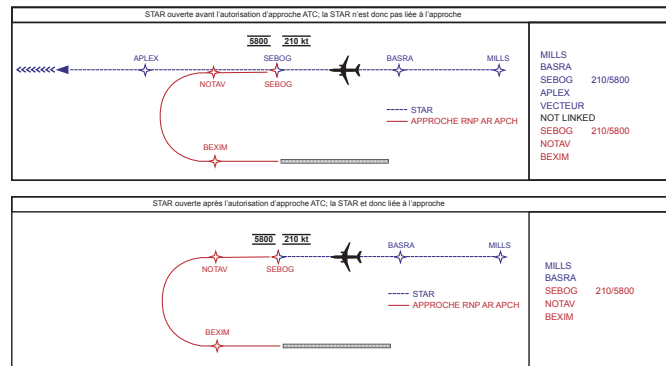 STAR ouverte avant l'autorisation d'approche ATC; la STAR n'est donc pas liée à l'approche
5800 210 kt
APLEX SEBOG BASRA MILLS
NOTAV SEBOG
STAR
APPROCHE RNP AR APCH
BEXIM
MILLS
BASRA
SEBOG 210/5800
APLEX
VECTEUR
NOT LINKED
SEBOG 210/5800
NOTAV
BEXIM
STAR ouverte après l'autorisation d'approche ATC; la STAR et donc liée à l'approche
5800 210 kt
BASRA MILLS
NOTAV SEBOG
STAR
APPROCHE RNP AR APCH
BEXIM
MILLS
BASRA
SEBOG 210/5800
NOTAV
BEXIM